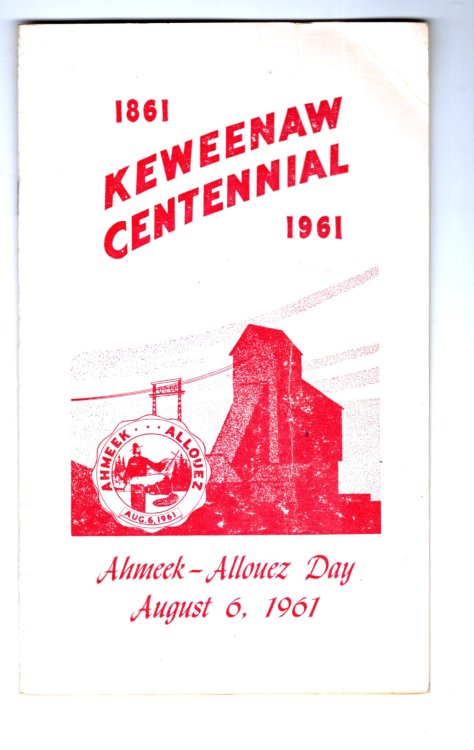 1861
KEWEENAW
CENTENNIAL
1961
AHMEEK · · · ALLOUEZ
AUG. 6, 1961
Ahmeek - Allouez Day
August 6, 1961